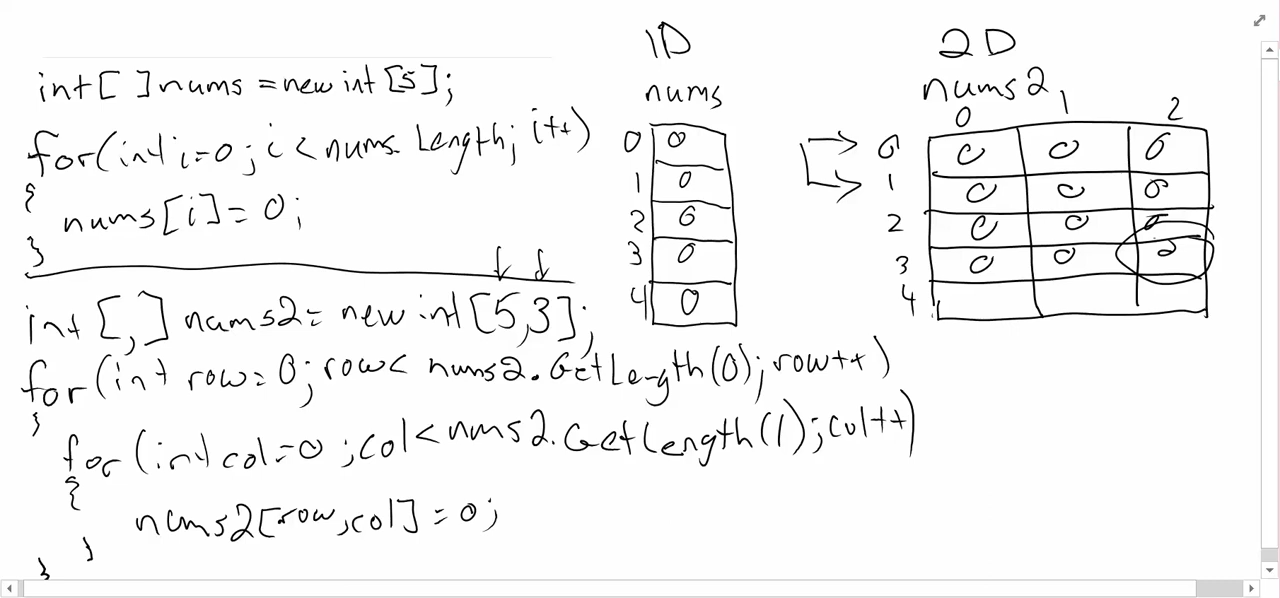 int[ ] nums = new int [5];
for(int i=0; i < nums.Length; i++)
{
nums[i] = 0;
}
int [,] nums2 = new int [5,3];
for (int row=0; row < nums2.GetLength(0); row++)
{
for (int col=0; col < nums2.GetLength(1); col++)
{
nums2[row,col] = 0;
}
}
1D
nums
0 0
1 0
2 0
3 0
4 0
2D
nums2
0 1 2
0 0 0 0
1 0 0 0
2 0 0 0
3 0 0
4